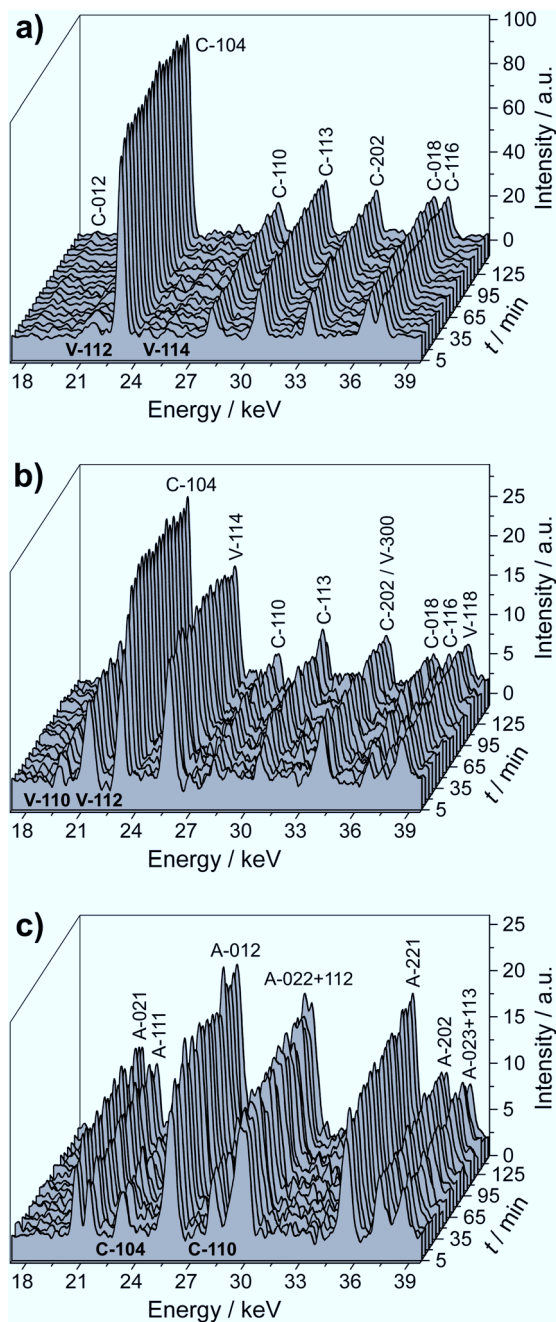 a)
C-012
C-104
C-110
C-113
C-202
C-018
C-116
V-112
V-114
100
80
60
40
20
0
Intensity / a.u.
125
95
65
35
5
t / min
18 21 24 27 30 33 36 39
Energy / keV
b)
C-104
V-114
C-110
C-113
C-202 / V-300
C-018
C-116
V-118
V-110 V-112
25
20
15
10
5
0
Intensity / a.u.
125
95
65
35
5
t / min
18 21 24 27 30 33 36 39
Energy / keV
c)
A-021
A-111
A-012
A-022+112
A-221
A-202
A-023+113
C-104
C-110
25
20
15
10
5
0
Intensity / a.u.
125
95
65
35
5
t / min
18 21 24 27 30 33 36 39
Energy / keV